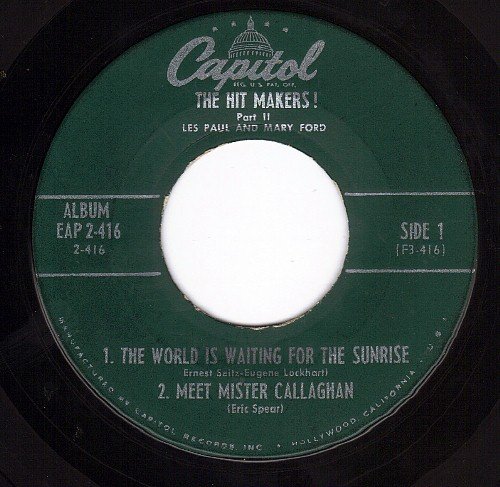 Capitol
REG. U.S. PAT. OFF.
THE HIT MAKERS!
Part II
LES PAUL AND MARY FORD
ALBUM
EAP 2-416
2-416
SIDE 1
(F3-416)
1. THE WORLD IS WAITING FOR THE SUNRISE
Ernest Seitz-Eugene Lockhart)
2. MEET MISTER CALLAGHAN
(Eric Spear)
MANUFACTURED BY CAPITOL RECORDS, INC. • HOLLYWOOD, CALIFORNIA, U.S.A.